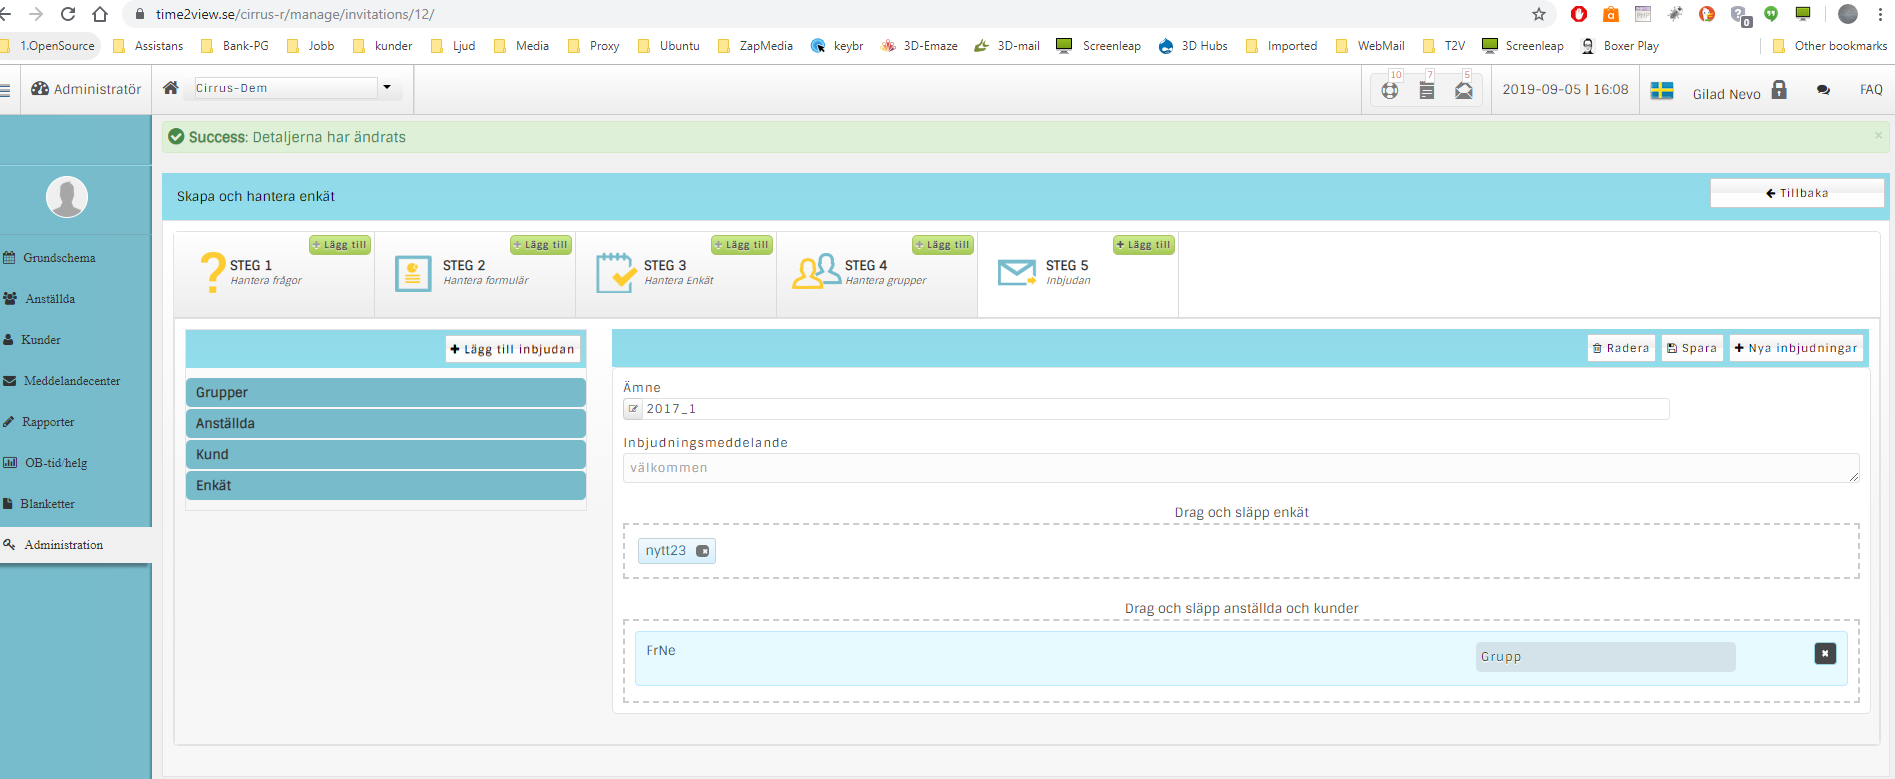 time2view.se/cirrus-r/manage/invitations/12/
0
1.OpenSource Assistans Bank-PG Jobb kunder Ljud Media Proxy Ubuntu ZapMedia keybr 3D-Emaze 3D-mail Screenleap 3D Hubs Imported WebMail T2V Screenleap Boxer Play Other bookmarks
Administratör Cirrus-Dem 10 7 5 2019-09-05 | 16:08 Gilad Nevo FAQ
Success: Detaljerna har ändrats ×
Skapa och hantera enkät Tillbaka
Grundschema
Anställda
Kunder
Meddelandecenter
Rapporter
OB-tid/helg
Blanketter
Administration
+ Lägg till + Lägg till + Lägg till + Lägg till + Lägg till
STEG 1 STEG 2 STEG 3 STEG 4 STEG 5
Hantera frågor Hantera formulär Hantera Enkät Hantera grupper Inbjudan
+ Lägg till inbjudan
Grupper
Anställda
Kund
Enkät
Radera Spara + Nya inbjudningar
Ämne
2017_1
Inbjudningsmeddelande
välkommen
Drag och släpp enkät
nytt23
Drag och släpp anställda och kunder
FrNe Grupp